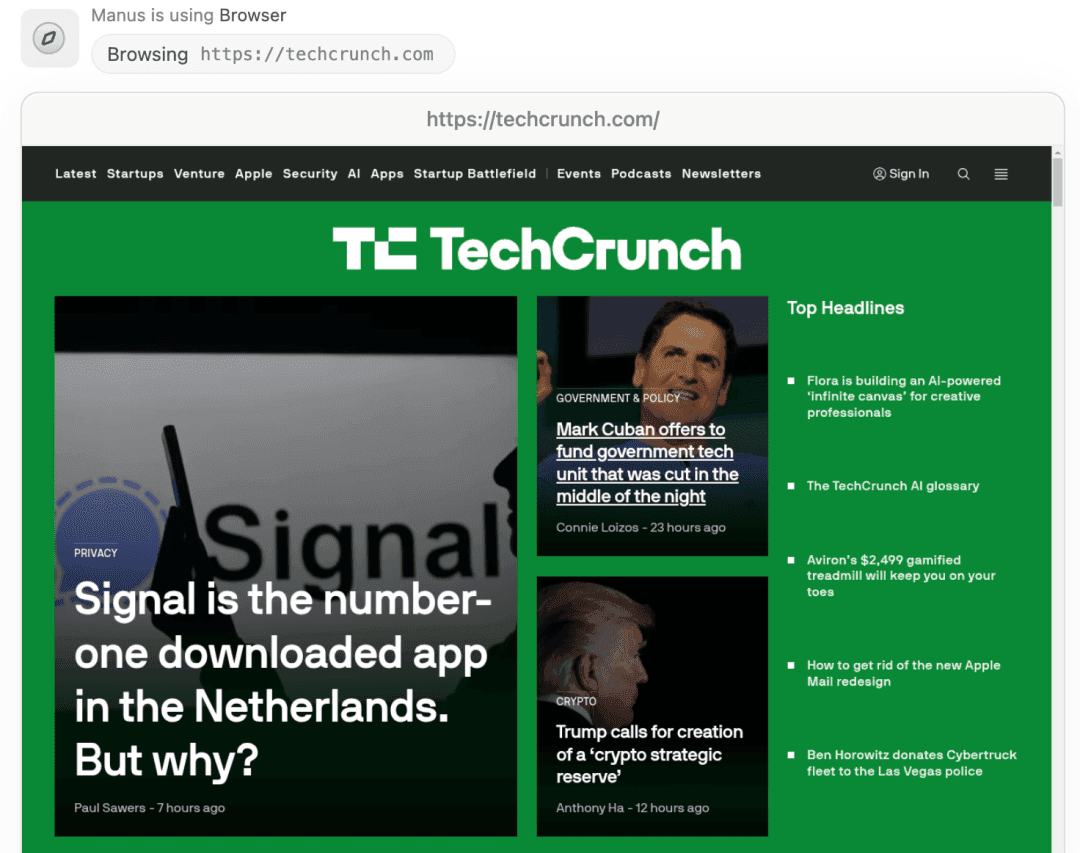 Manus is using Browser
Browsing https://techcrunch.com
https://techcrunch.com/
Latest Startups Venture Apple Security AI Apps Startup Battlefield | Events Podcasts Newsletters
Sign In
TC TechCrunch
Signal
PRIVACY
Signal is the number-
one downloaded app
in the Netherlands.
But why?
Paul Sawers - 7 hours ago
GOVERNMENT & POLICY
Mark Cuban offers to
fund government tech
unit that was cut in the
middle of the night
Connie Loizos - 23 hours ago
CRYPTO
Trump calls for creation
of a ‘crypto strategic
reserve’
Anthony Ha - 12 hours ago
Top Headlines
Flora is building an AI-powered
‘infinite canvas’ for creative
professionals
The TechCrunch AI glossary
Aviron’s $2,499 gamified
treadmill will keep you on your
toes
How to get rid of the new Apple
Mail redesign
Ben Horowitz donates Cybertruck
fleet to the Las Vegas police